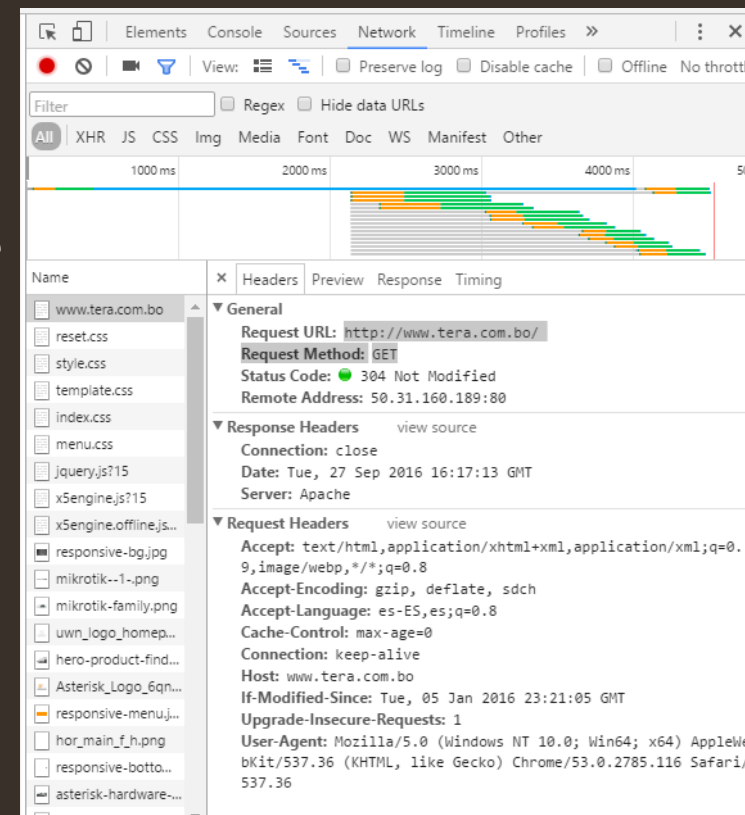 Elements Console Sources Network Timeline Profiles »
View: Preserve log Disable cache Offline No thrott
Filter Regex Hide data URLs
All XHR JS CSS Img Media Font Doc WS Manifest Other
1000 ms 2000 ms 3000 ms 4000 ms 50
Name
× Headers Preview Response Timing
www.tera.com.bo
reset.css
style.css
template.css
index.css
menu.css
jquery.js?15
x5engine.js?15
x5engine.offline.js...
responsive-bg.jpg
mikrotik--1-.png
mikrotik-family.png
uwn_logo_homep...
hero-product-find...
Asterisk_Logo_6qn...
responsive-menu.j...
hor_main_f_h.png
responsive-botto...
asterisk-hardware-...
General
Request URL: http://www.tera.com.bo/
Request Method: GET
Status Code: 304 Not Modified
Remote Address: 50.31.160.189:80
Response Headers view source
Connection: close
Date: Tue, 27 Sep 2016 16:17:13 GMT
Server: Apache
Request Headers view source
Accept: text/html,application/xhtml+xml,application/xml;q=0.
9,image/webp,*/*;q=0.8
Accept-Encoding: gzip, deflate, sdch
Accept-Language: es-ES,es;q=0.8
Cache-Control: max-age=0
Connection: keep-alive
Host: www.tera.com.bo
If-Modified-Since: Tue, 05 Jan 2016 23:21:05 GMT
Upgrade-Insecure-Requests: 1
User-Agent: Mozilla/5.0 (Windows NT 10.0; Win64; x64) AppleWe
bKit/537.36 (KHTML, like Gecko) Chrome/53.0.2785.116 Safari/
537.36